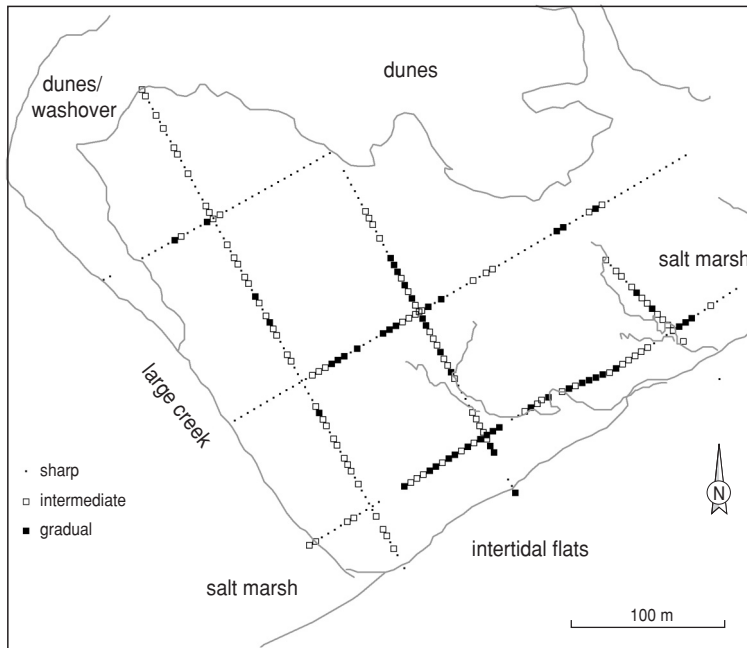 dunes/
washover
dunes
salt marsh
large creek
sharp
intermediate
gradual
N
salt marsh
intertidal flats
100 m